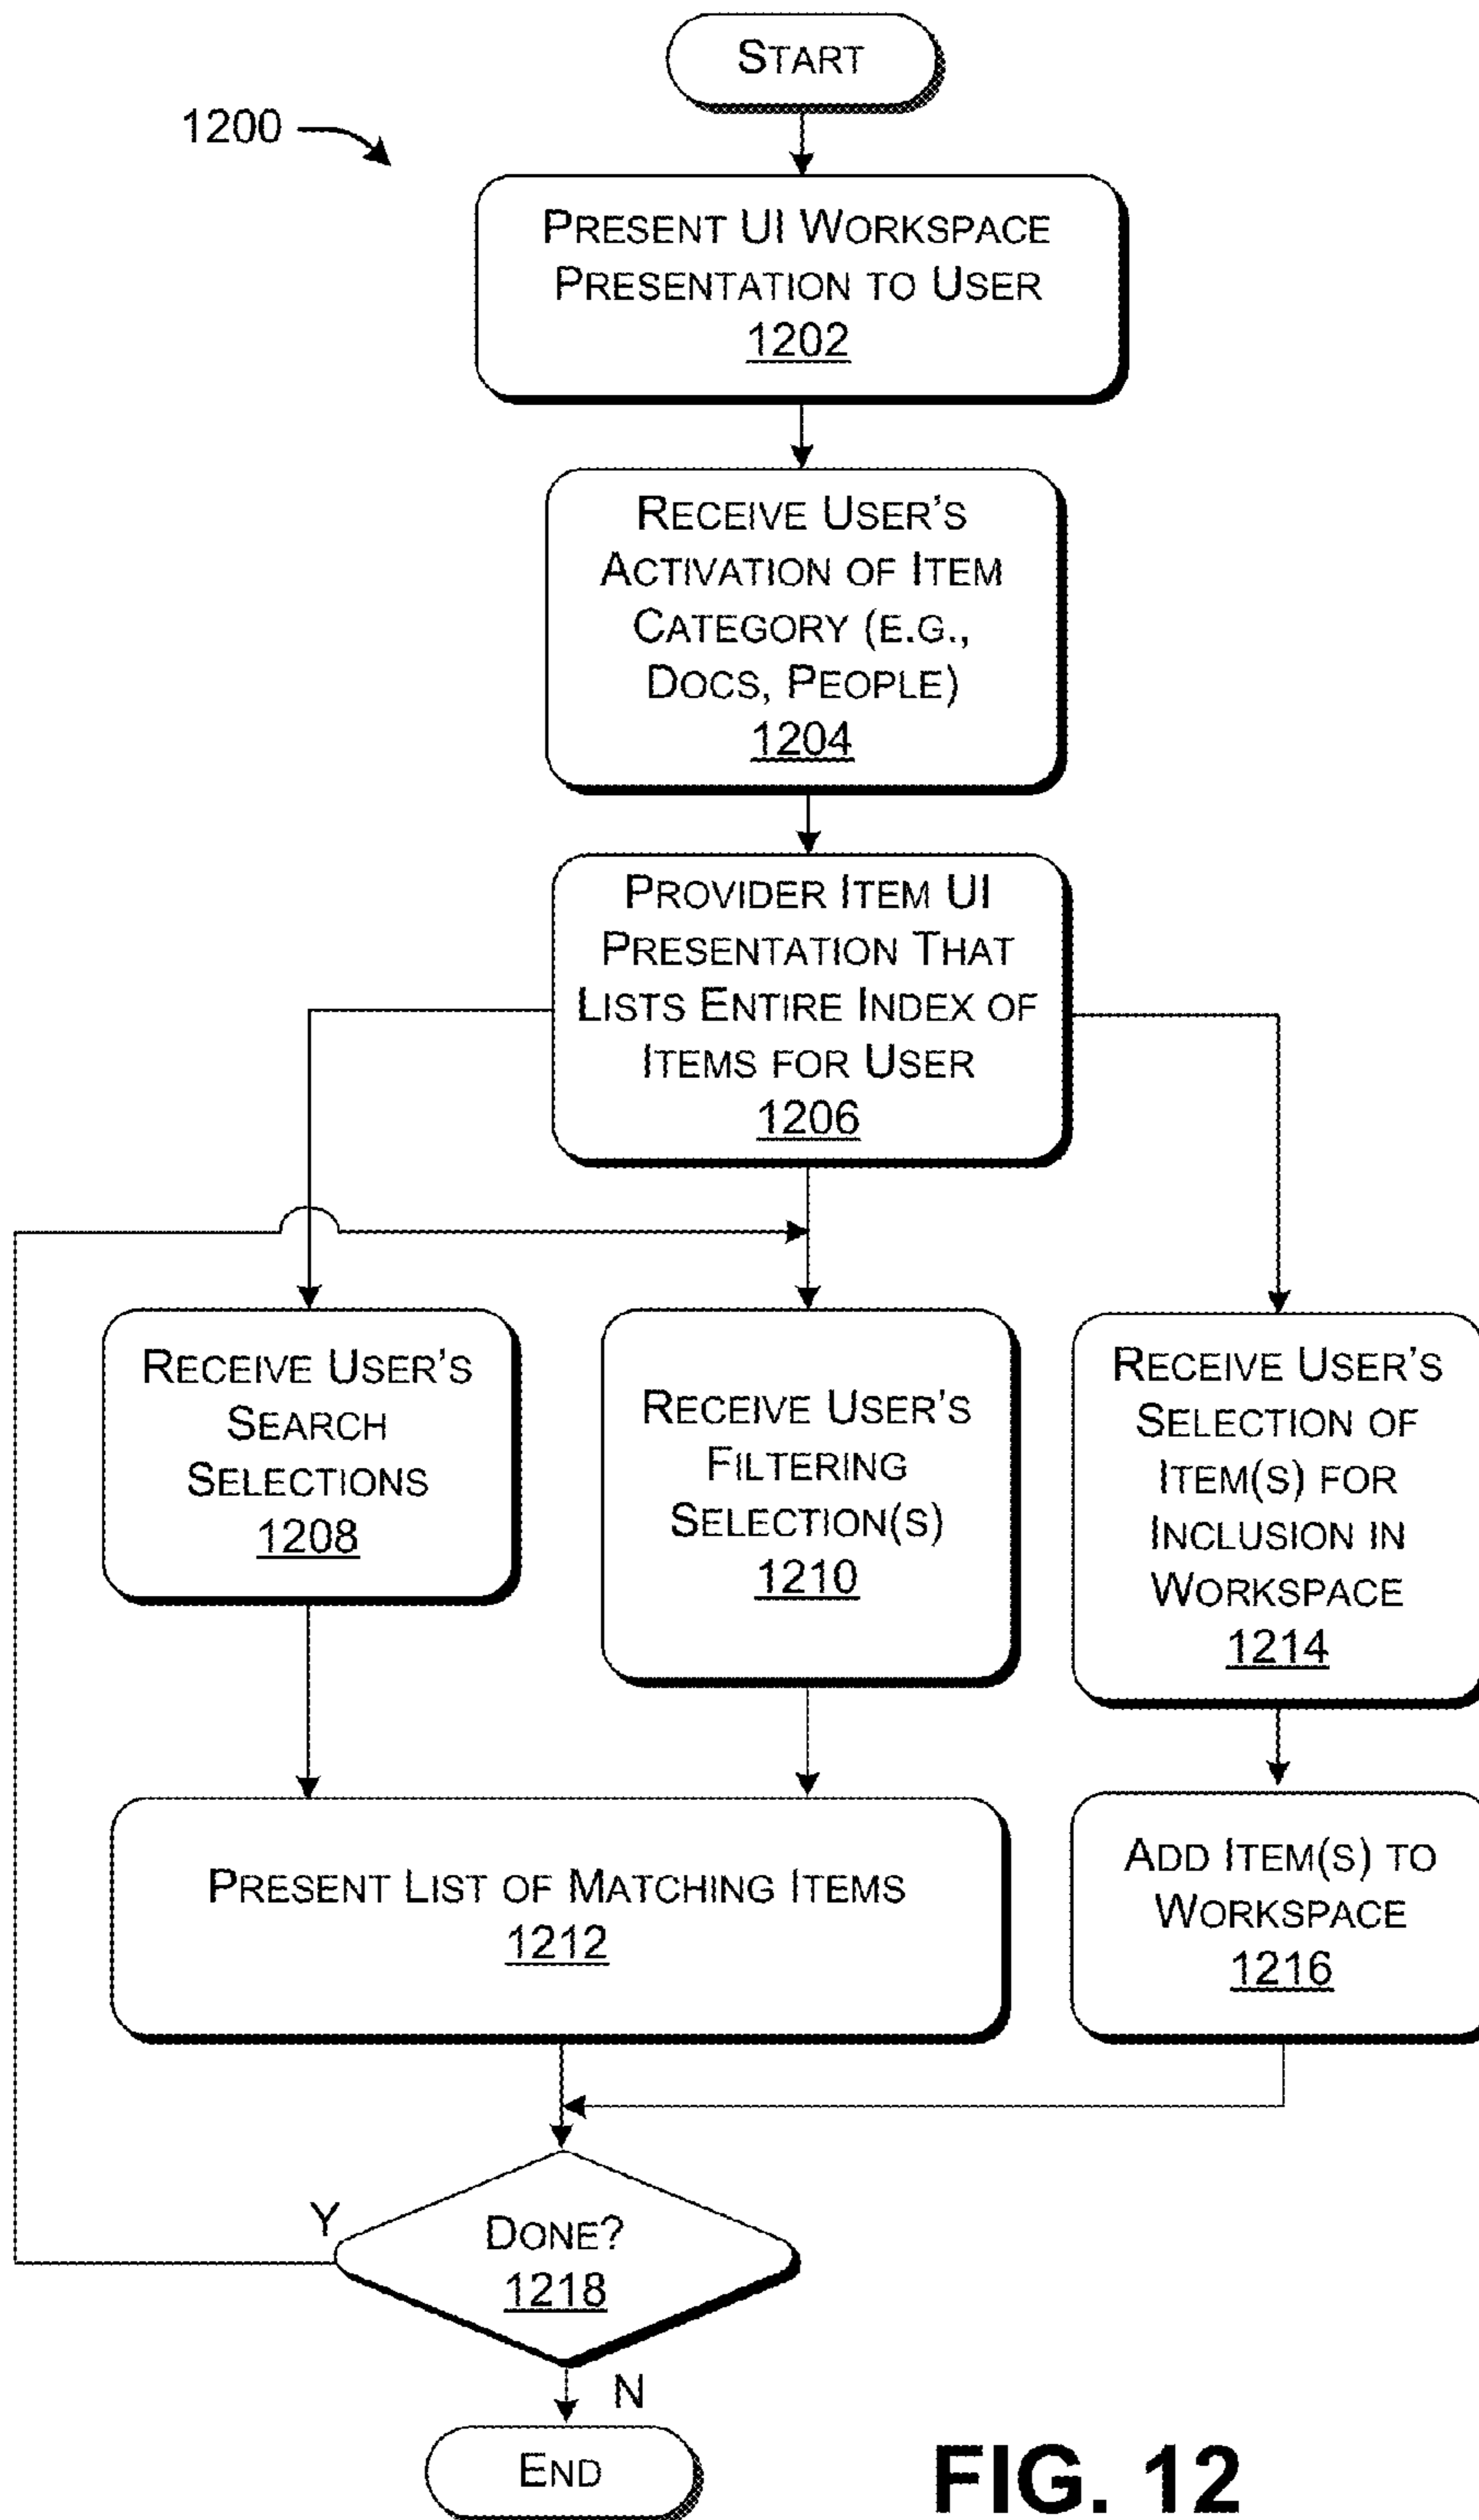 START
1200
PRESENT UI WORKSPACE
PRESENTATION TO USER
1202
RECEIVE USER'S
ACTIVATION OF ITEM
CATEGORY (E.G.,
DOCS, PEOPLE)
1204
PROVIDER ITEM UI
PRESENTATION THAT
LISTS ENTIRE INDEX OF
ITEMS FOR USER
1206
RECEIVE USER'S
SEARCH
SELECTIONS
1208
RECEIVE USER'S
FILTERING
SELECTION(S)
1210
RECEIVE USER'S
SELECTION OF
ITEM(S) FOR
INCLUSION IN
WORKSPACE
1214
PRESENT LIST OF MATCHING ITEMS
1212
ADD ITEM(S) TO
WORKSPACE
1216
Y
DONE?
1218
N
END
FIG. 12